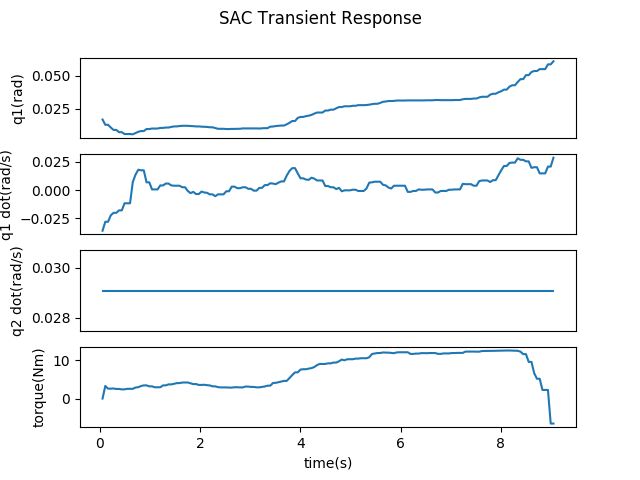 SAC Transient Response
0.050
0.025
q1(rad)
0.025
0.000
−0.025
q1 dot(rad/s)
0.030
0.028
q2 dot(rad/s)
10
0
torque(Nm)
0 2 4 6 8
time(s)